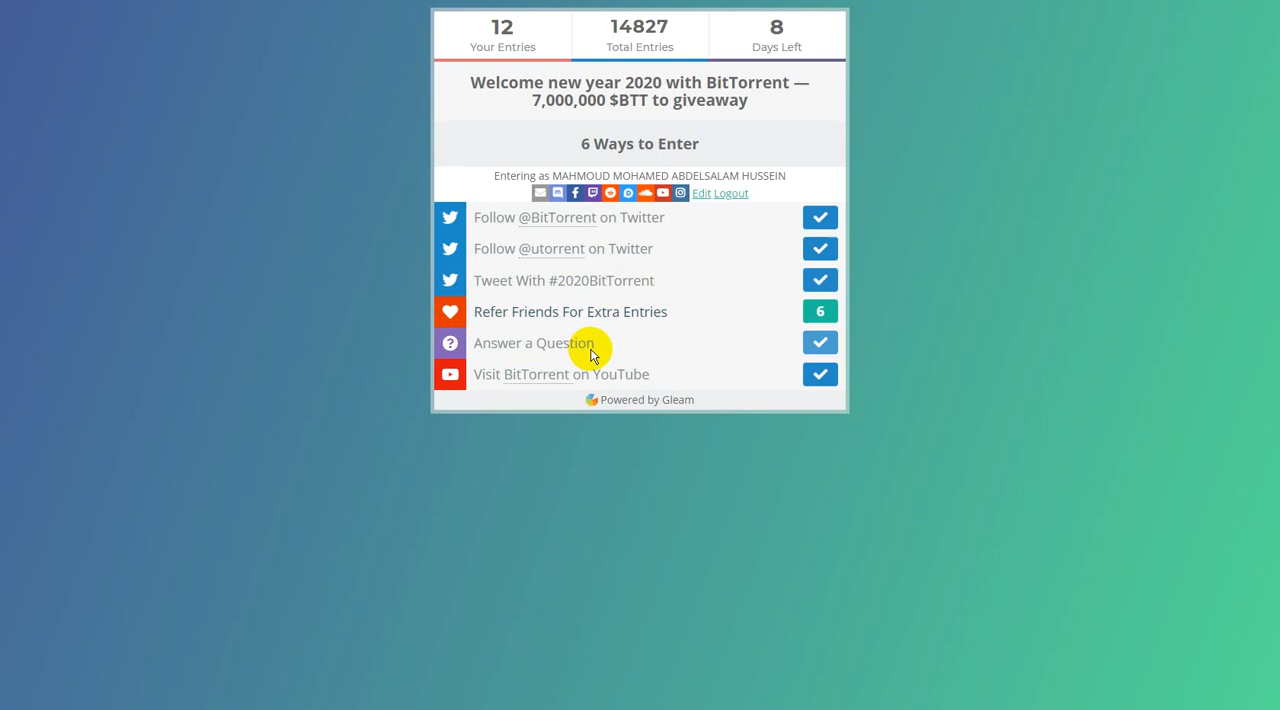 12 14827 8
Your Entries Total Entries Days Left
Welcome new year 2020 with BitTorrent —
7,000,000 $BTT to giveaway
6 Ways to Enter
Entering as MAHMOUD MOHAMED ABDELSALAM HUSSEIN
Edit Logout
Follow @BitTorrent on Twitter
Follow @utorrent on Twitter
Tweet With #2020BitTorrent
Refer Friends For Extra Entries 6
Answer a Question
Visit BitTorrent on YouTube
Powered by Gleam